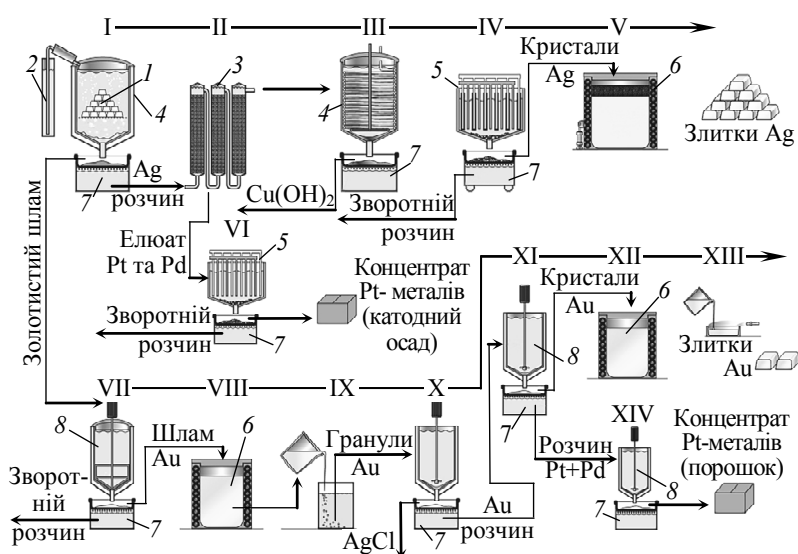 I II III IV V
Кристали
Ag
2 1 3 4 4 5 6
Злитки Ag
7 Ag
розчин
Cu(OH)2
7
Зворотній
розчин
7
Золотистий шлам
Елюат
Pt та Pd
VI
5
Концентрат
Pt- металів
(катодний
осад)
Зворотній
розчин
7
XI XII XIII
Кристали
Au
8
6
Злитки
Au
7
VII VIII IX X
8
Шлам
Au
6
Гранули
Au
Зворот-
ній
розчин
7
AgCl
7
Au
розчин
Розчин
Pt+Pd
XIV
8
7
Концентрат
Pt-металів
(порошок)